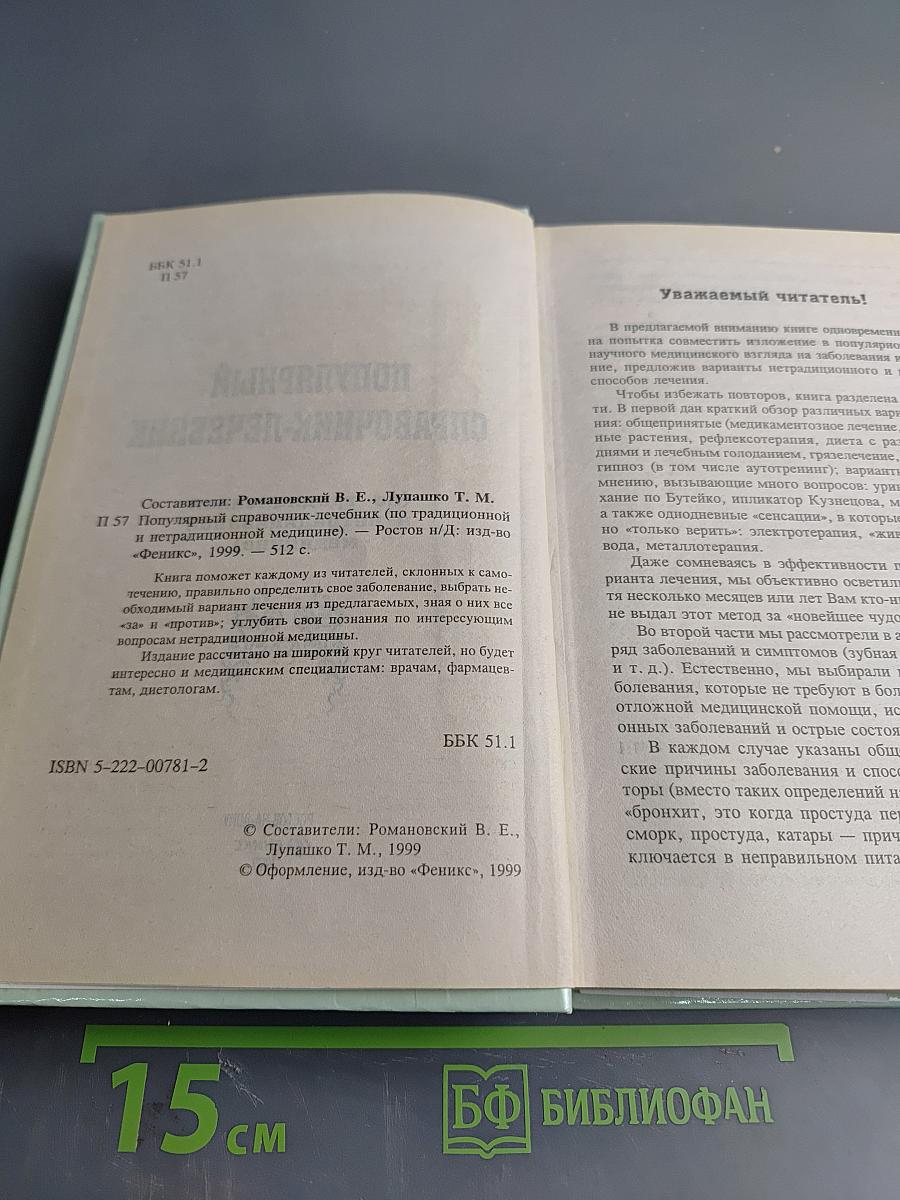 ББК 51.1
П 57
Составители: Романовский В. Е., Лупашко Т. М.
П 57 Популярный справочник-лечебник (по традиционной
и нетрадиционной медицине). — Ростов н/Д: изд-во
«Феникс», 1999. — 512 с.
Книга поможет каждому из читателей, склонных к само-
лечению, правильно определить свое заболевание, выбрать не-
обходимый вариант лечения из предлагаемых, зная о них все
«за» и «против»; углубить свои познания по интересующим
вопросам нетрадиционной медицины.
Издание рассчитано на широкий круг читателей, но будет
интересно и медицинским специалистам: врачам, фармацев-
там, диетологам.
ББК 51.1
ISBN 5-222-00781-2
© Составители: Романовский В. Е.,
Лупашко Т. М., 1999
© Оформление, изд-во «Феникс», 1999
Уважаемый читатель!
В предлагаемой вниманию книге одновременн
на попытка совместить изложение в популярно
научного медицинского взгляда на заболевания и
ние, предложив варианты нетрадиционного и
способов лечения.
Чтобы избежать повторов, книга разделена
ти. В первой дан краткий обзор различных вари
ния: общепринятые (медикаментозное лечение,
ные растения, рефлексотерапия, диета с раз
днями и лечебным голоданием, грязелечение,
гипноз (в том числе аутотренинг); вариант
мнению, вызывающие много вопросов: урин
хание по Бутейко, ипликатор Кузнецова, м
а также однодневные «сенсации», в которые
но «только верить»: электротерапия, «жив
вода, металлотерапия.
Даже сомневаясь в эффективности п
рианта лечения, мы объективно осветил
тя несколько месяцев или лет Вам кто-ни
не выдал этот метод за «новейшее чудо
Во второй части мы рассмотрели в а
ряд заболеваний и симптомов (зубная
и т. д.). Естественно, мы выбирали
болевания, которые не требуют в бол
отложной медицинской помощи, ис
онных заболеваний и острые состоя
В каждом случае указаны общ
ские причины заболевания и спосо
торы (вместо таких определений н
«бронхит, это когда простуда пе
сморк, простуда, катары — прич
ключается в неправильном пита
15 см
БФ БИБЛИОФАН